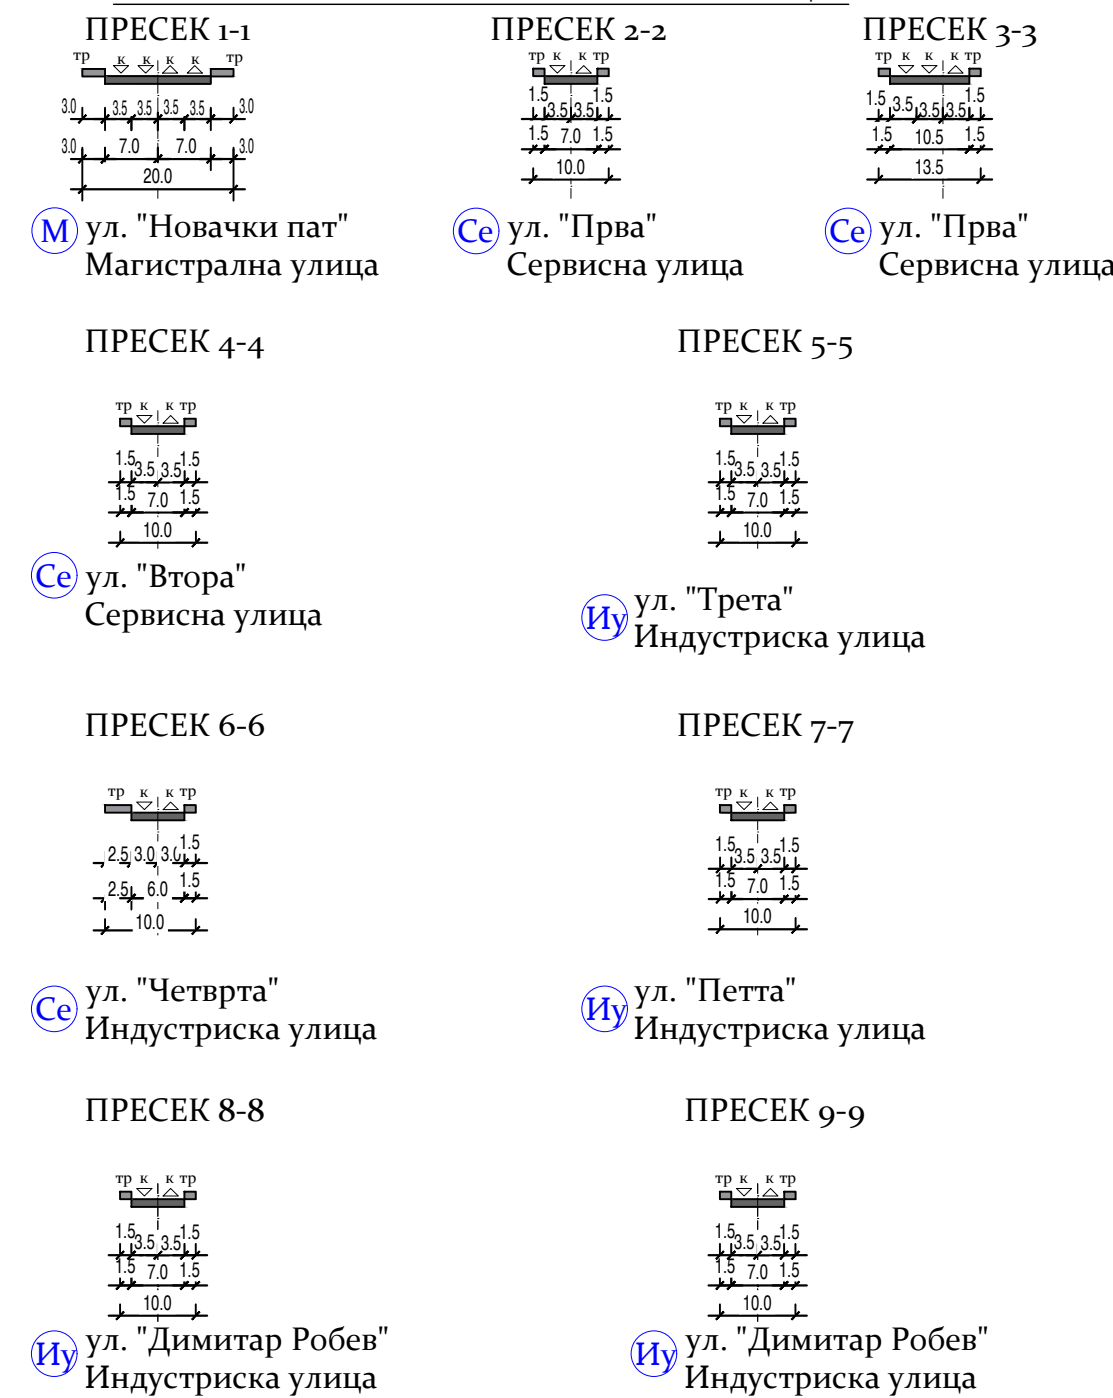 ПРЕСЕК 1-1
тр к к к к тр
3.0 3.5 3.5 3.5 3.5 3.0
3.0 7.0 7.0 3.0
20.0
М ул. "Новачки пат"
Магистрална улица
ПРЕСЕК 2-2
тр к к тр
1.5 3.5 3.5 1.5
1.5 7.0 1.5
10.0
Се ул. "Прва"
Сервисна улица
ПРЕСЕК 3-3
тр к к к тр
1.5 3.5 3.5 3.5 1.5
1.5 10.5 1.5
13.5
Се ул. "Прва"
Сервисна улица
ПРЕСЕК 4-4
тр к к тр
1.5 3.5 3.5 1.5
1.5 7.0 1.5
10.0
Се ул. "Втора"
Сервисна улица
ПРЕСЕК 5-5
тр к к тр
1.5 3.5 3.5 1.5
1.5 7.0 1.5
10.0
Иу ул. "Трета"
Индустриска улица
ПРЕСЕК 6-6
тр к к тр
2.5 3.0 3.0 1.5
2.5 6.0 1.5
10.0
Се ул. "Четврта"
Индустриска улица
ПРЕСЕК 7-7
тр к к тр
1.5 3.5 3.5 1.5
1.5 7.0 1.5
10.0
Иу ул. "Петта"
Индустриска улица
ПРЕСЕК 8-8
тр к к тр
1.5 3.5 3.5 1.5
1.5 7.0 1.5
10.0
Иу ул. "Димитар Робев"
Индустриска улица
ПРЕСЕК 9-9
тр к к тр
1.5 3.5 3.5 1.5
1.5 7.0 1.5
10.0
Иу ул. "Димитар Робев"
Индустриска улица